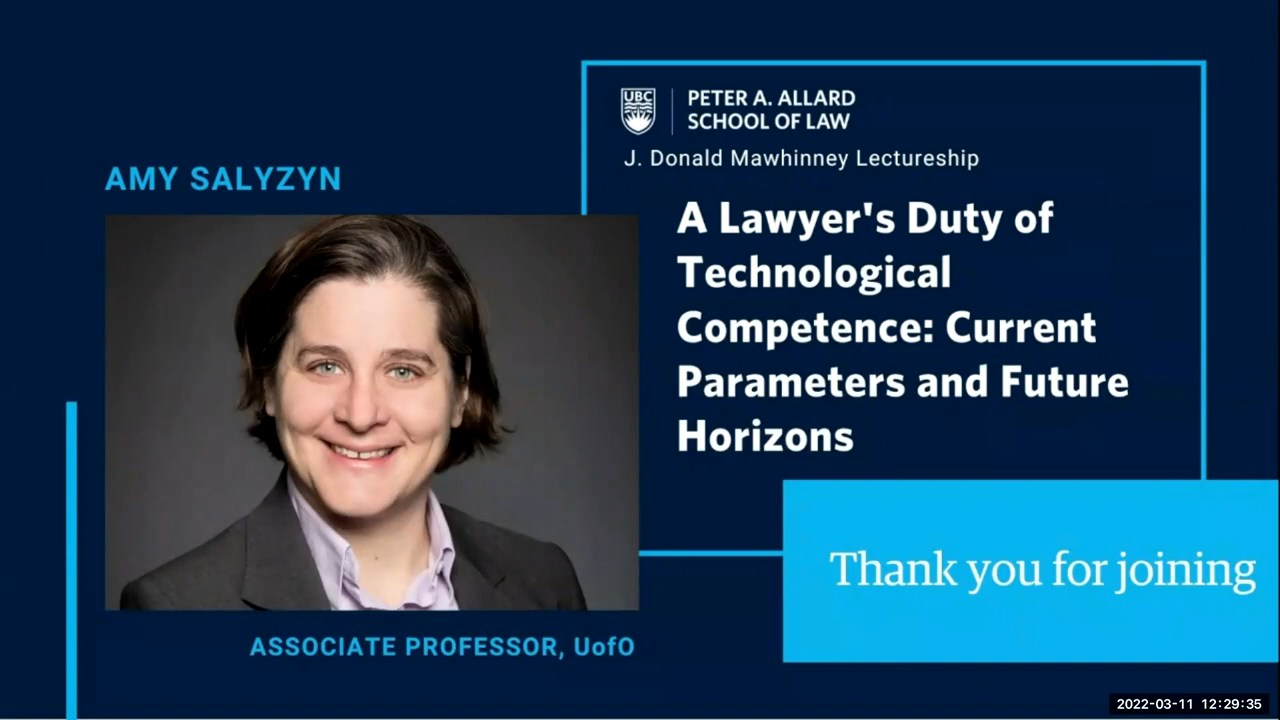 AMY SALYZYN
UBC
PETER A. ALLARD
SCHOOL OF LAW
J. Donald Mawhinney Lectureship
A Lawyer's Duty of
Technological
Competence: Current
Parameters and Future
Horizons
Thank you for joining
ASSOCIATE PROFESSOR, UofO
2022-03-11 12:29:35